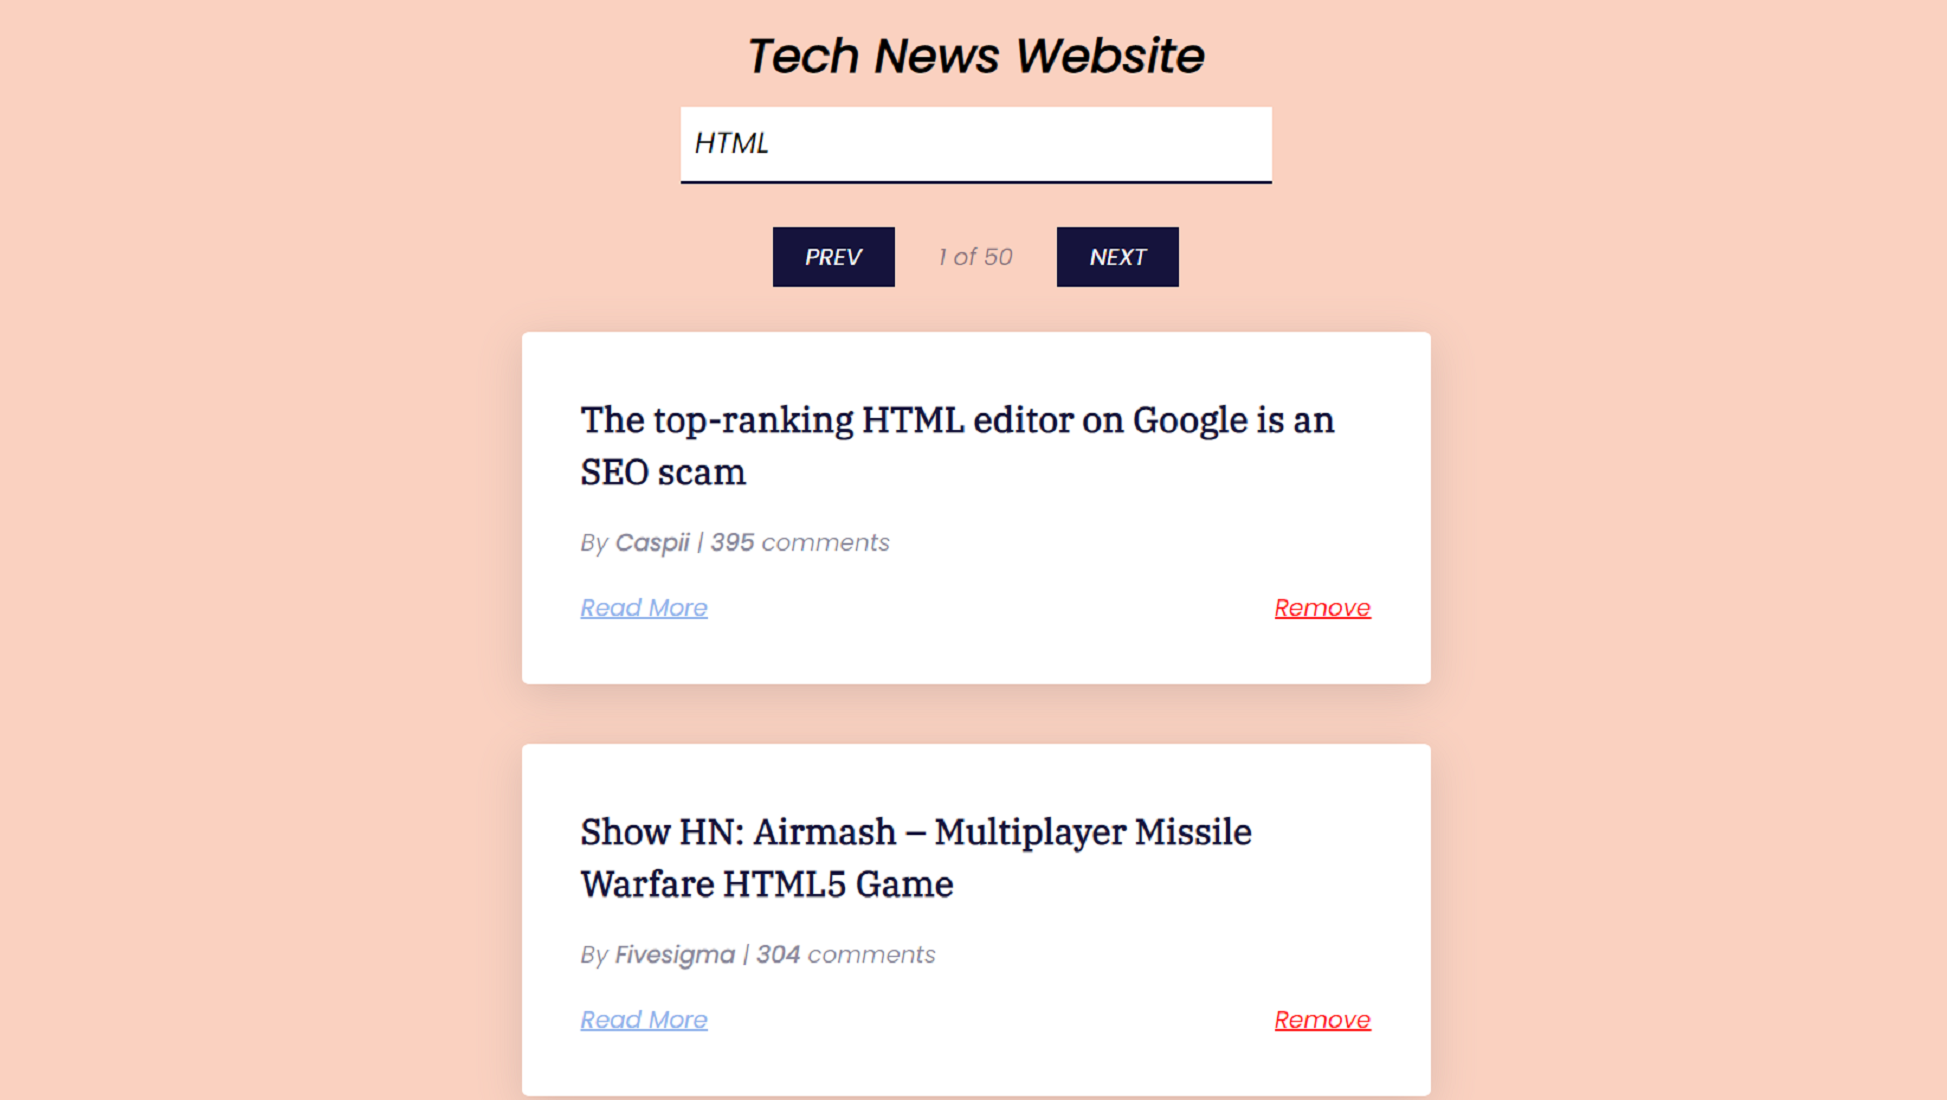 Tech News Website
HTML
PREV 1 of 50 NEXT
The top-ranking HTML editor on Google is an
SEO scam
By Caspii | 395 comments
Read More Remove
Show HN: Airmash – Multiplayer Missile
Warfare HTML5 Game
By Fivesigma | 304 comments
Read More Remove